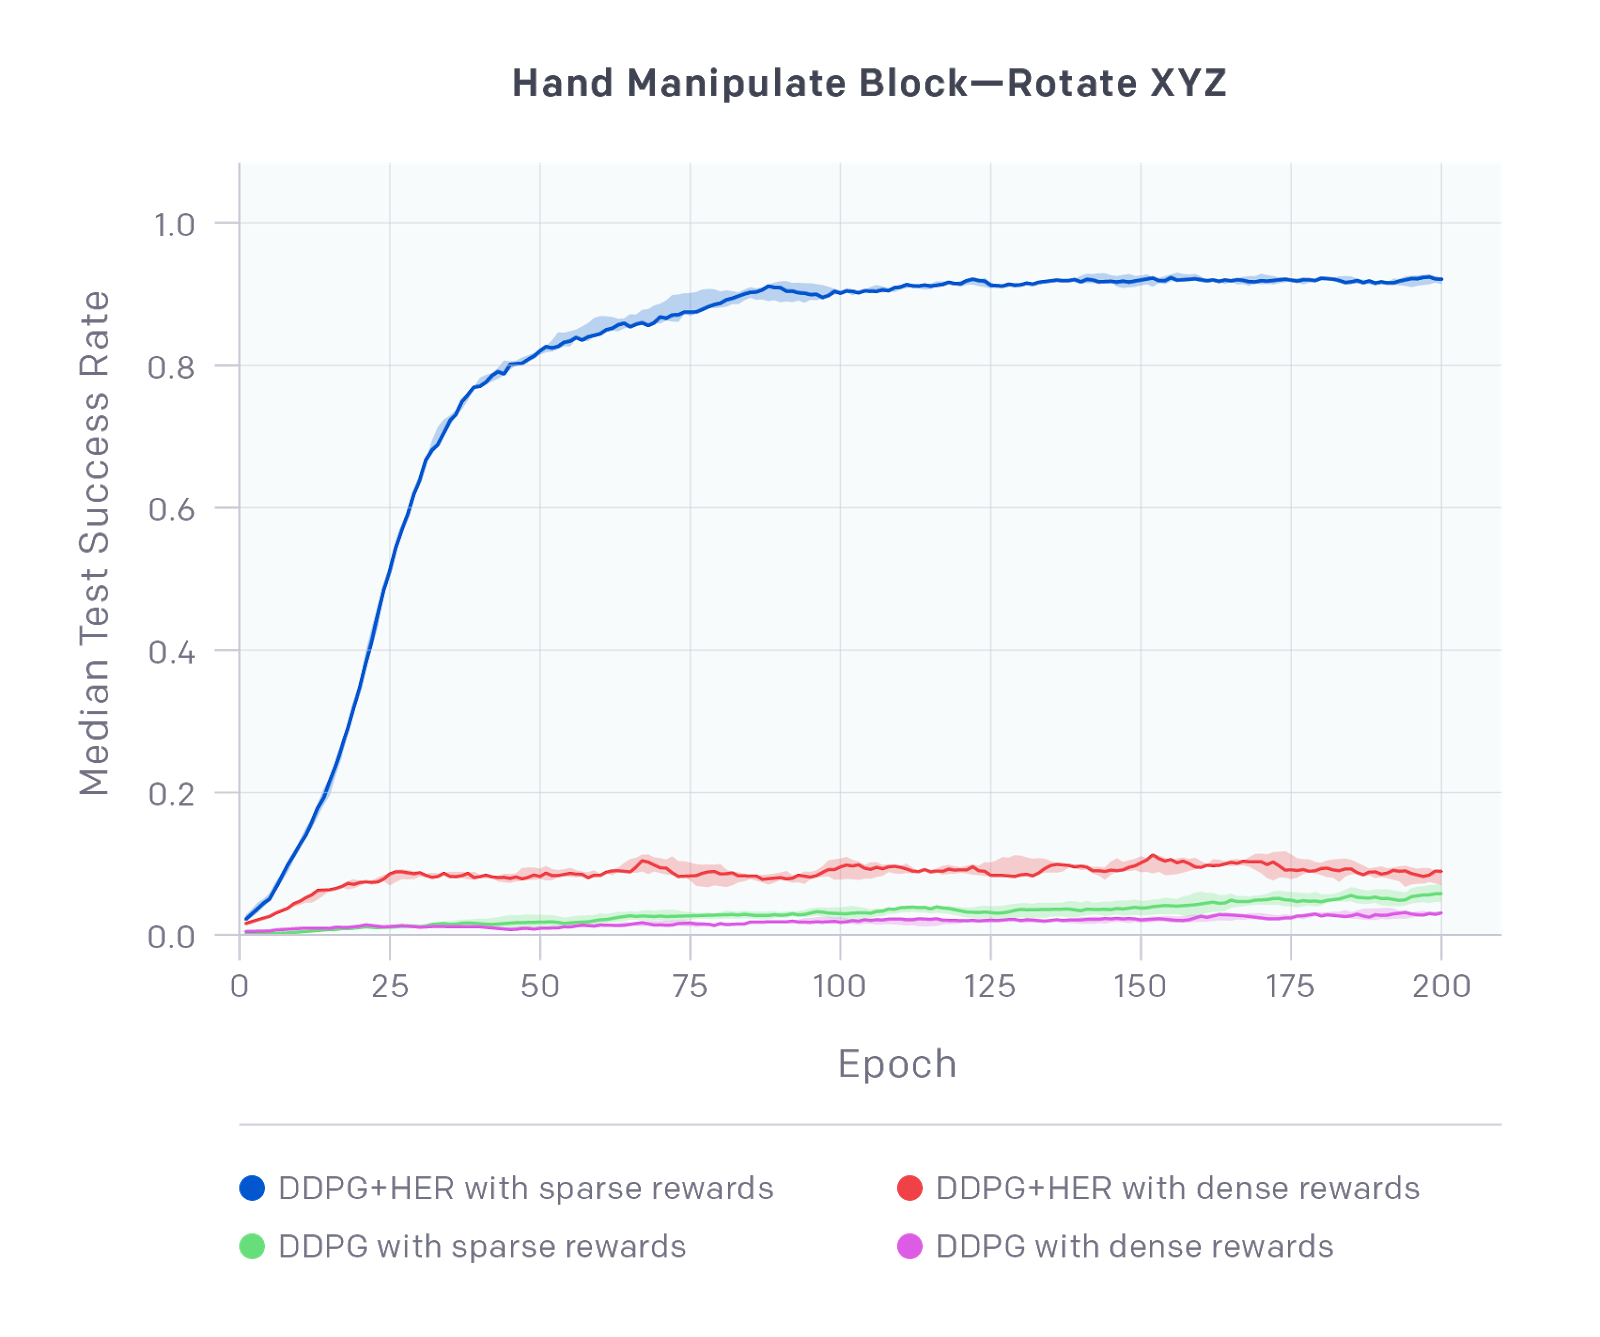 Hand Manipulate Block—Rotate XYZ
Median Test Success Rate
1.0
0.8
0.6
0.4
0.2
0.0
0 25 50 75 100 125 150 175 200
Epoch
DDPG+HER with sparse rewards
DDPG+HER with dense rewards
DDPG with sparse rewards
DDPG with dense rewards